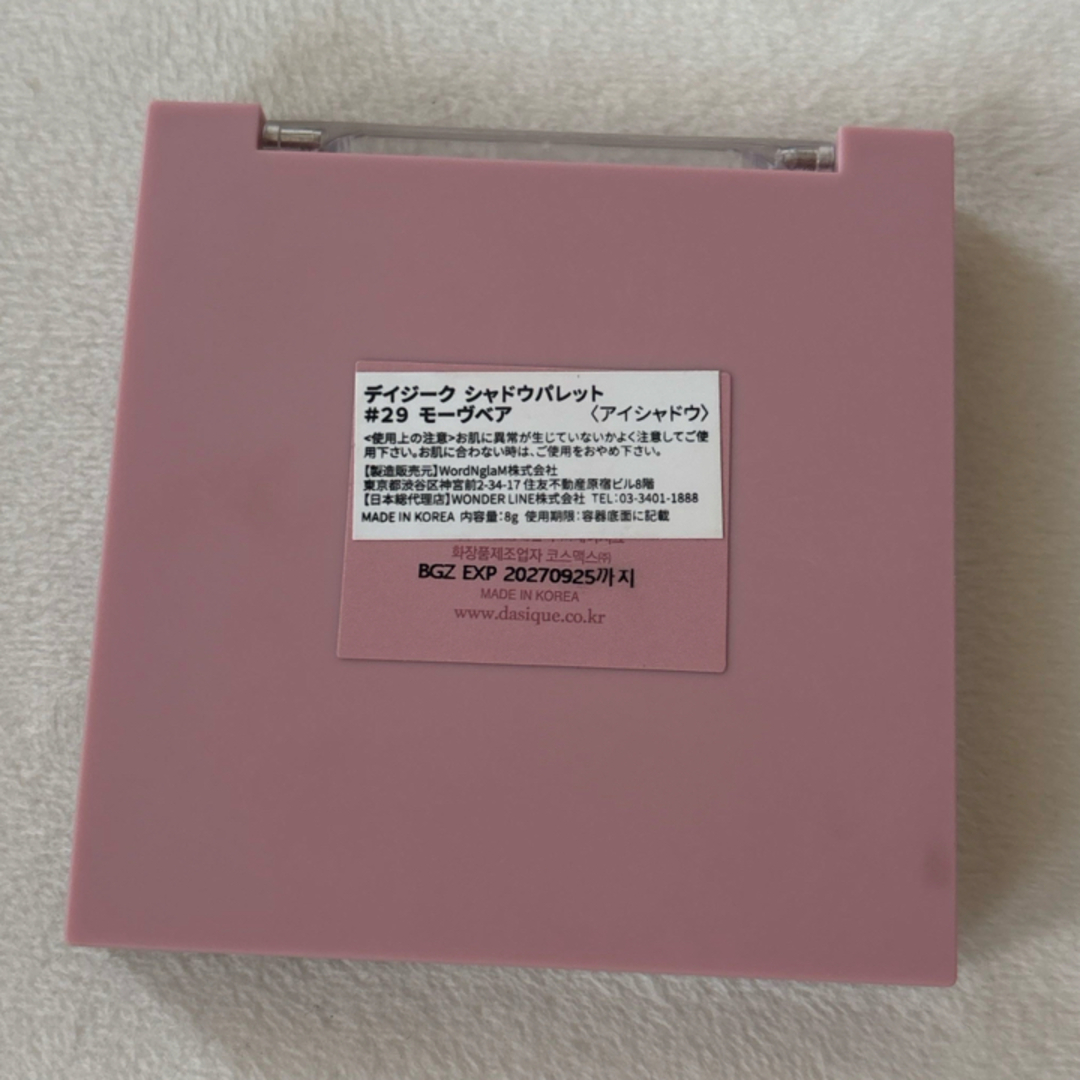 デイジーク シャドウパレット
#29 モーヴベア 〈アイシャドウ〉
<使用上の注意>お肌に異常が生じていないかよく注意してご使
用下さい。お肌に合わない時は、ご使用をおやめ下さい。
【製造販売元】WordNglaM株式会社
東京都渋谷区神宮前2-34-17 住友不動産原宿ビル8階
【日本総代理店】WONDER LINE株式会社 TEL:03-3401-1888
MADE IN KOREA 内容量:8g 使用期限:容器底面に記載
화장품제조업자 코스맥스㈜
BGZ EXP 20270925까지
MADE IN KOREA
www.dasique.co.kr